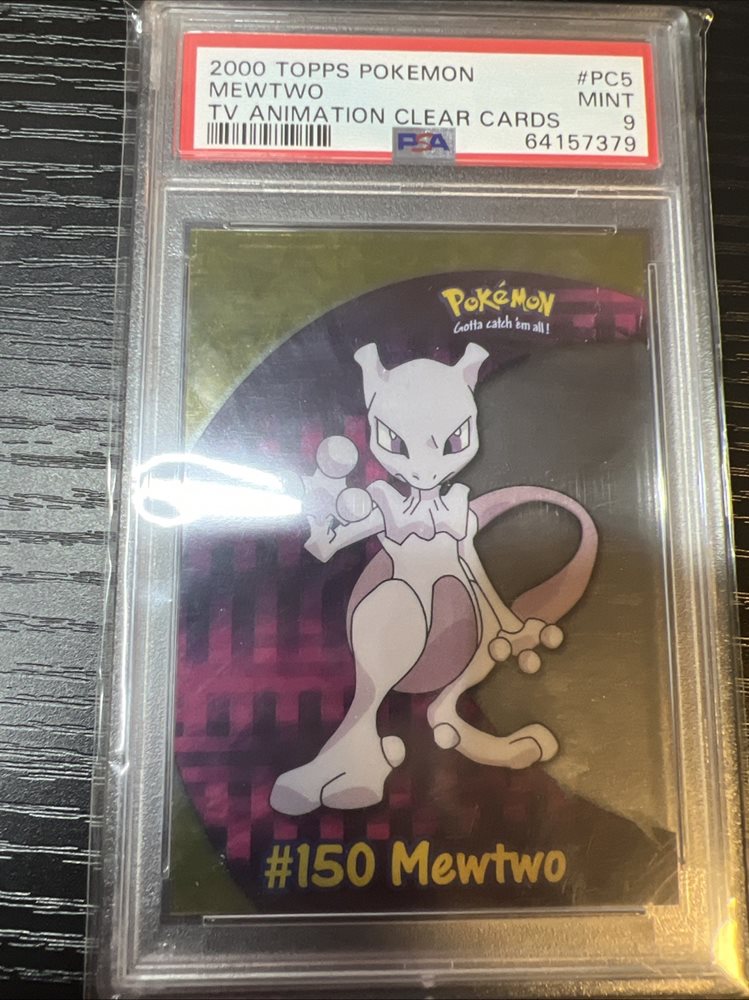 2000 TOPPS POKEMON #PC5
MEWTWO MINT
TV ANIMATION CLEAR CARDS 9
PSA 64157379
POKéMON
Gotta catch 'em all!
#150 Mewtwo